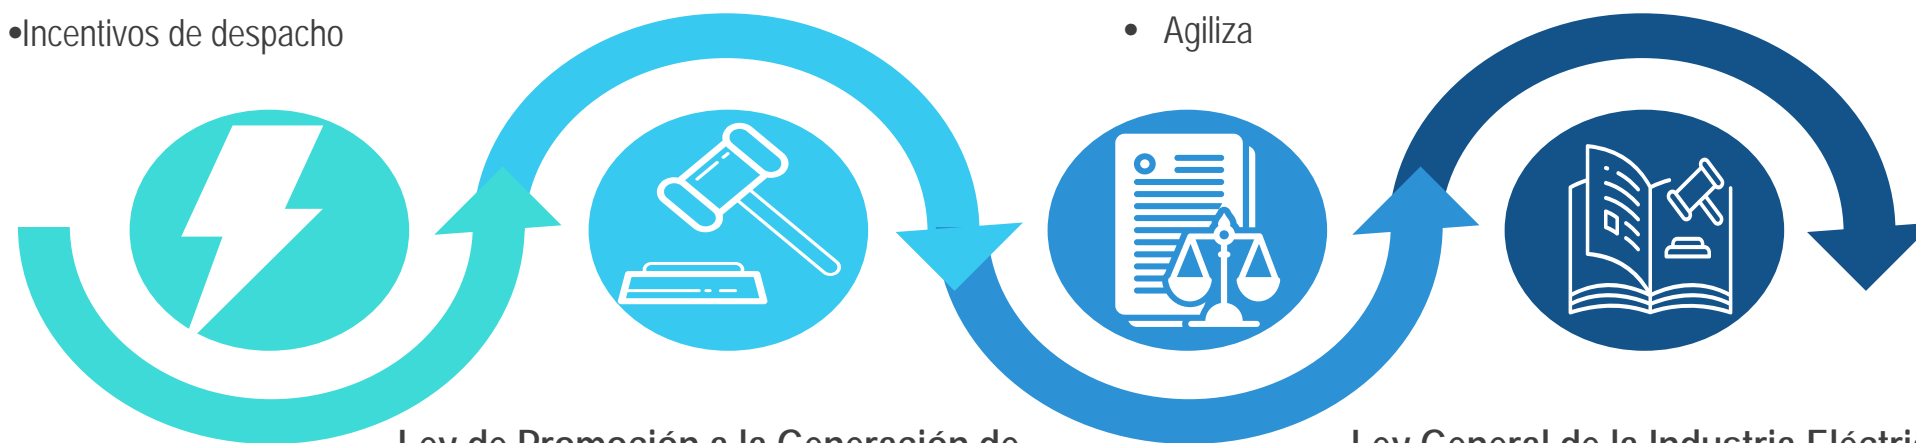 •Incentivos de despacho
• Agiliza
Ley de Promoción a la Generación de
Ley General de la Industria